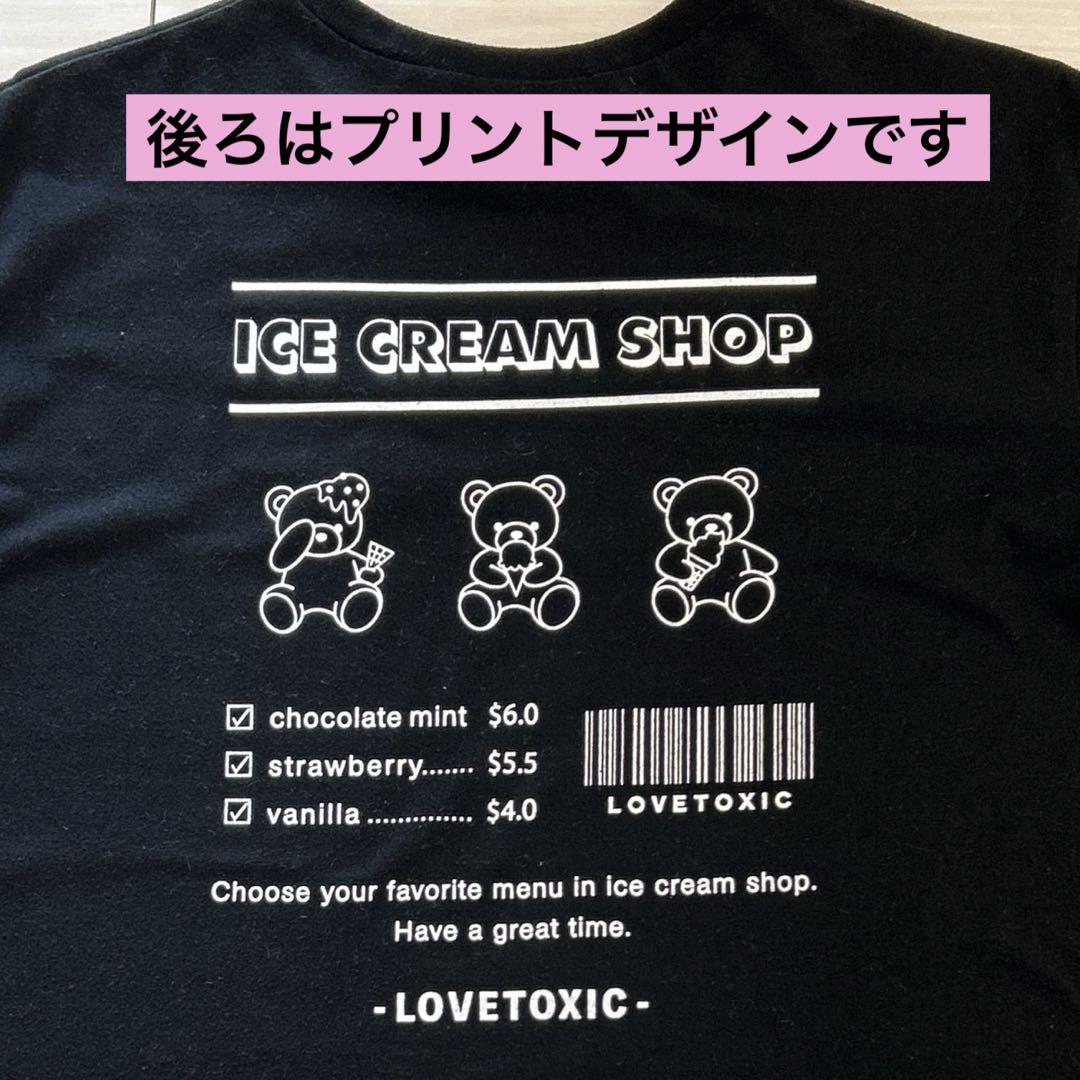 後ろはプリントデザインです
ICE CREAM SHOP
☑ chocolate mint $6.0
☑ strawberry....... $5.5
☑ vanilla .............. $4.0
LOVETOXIC
Choose your favorite menu in ice cream shop.
Have a great time.
- LOVETOXIC -